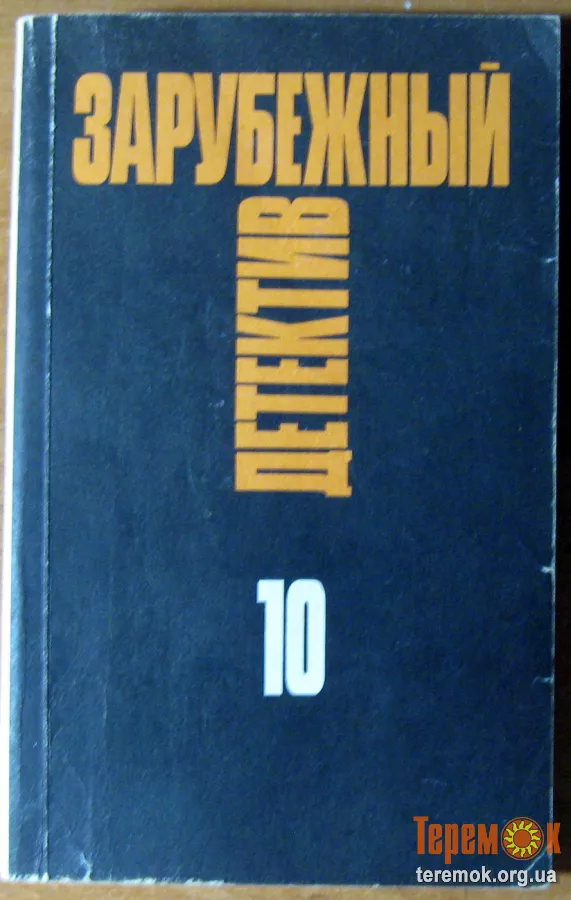 ЗАРУБЕЖНЫЙ
ДЕТЕКТИВ
10
Теремок
teremok.org.ua